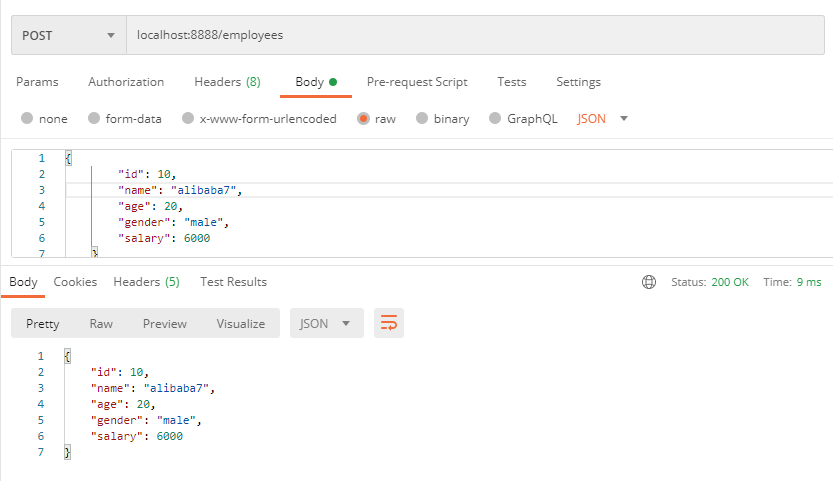 POST localhost:8888/employees
Params Authorization Headers (8) Body Pre-request Script Tests Settings
none form-data x-www-form-urlencoded raw binary GraphQL JSON
1 {
2 "id": 10,
3 "name": "alibaba7",
4 "age": 20,
5 "gender": "male",
6 "salary": 6000
7 }
Body Cookies Headers (5) Test Results Status: 200 OK Time: 9 ms
Pretty Raw Preview Visualize JSON
1 {
2 "id": 10,
3 "name": "alibaba7",
4 "age": 20,
5 "gender": "male",
6 "salary": 6000
7 }